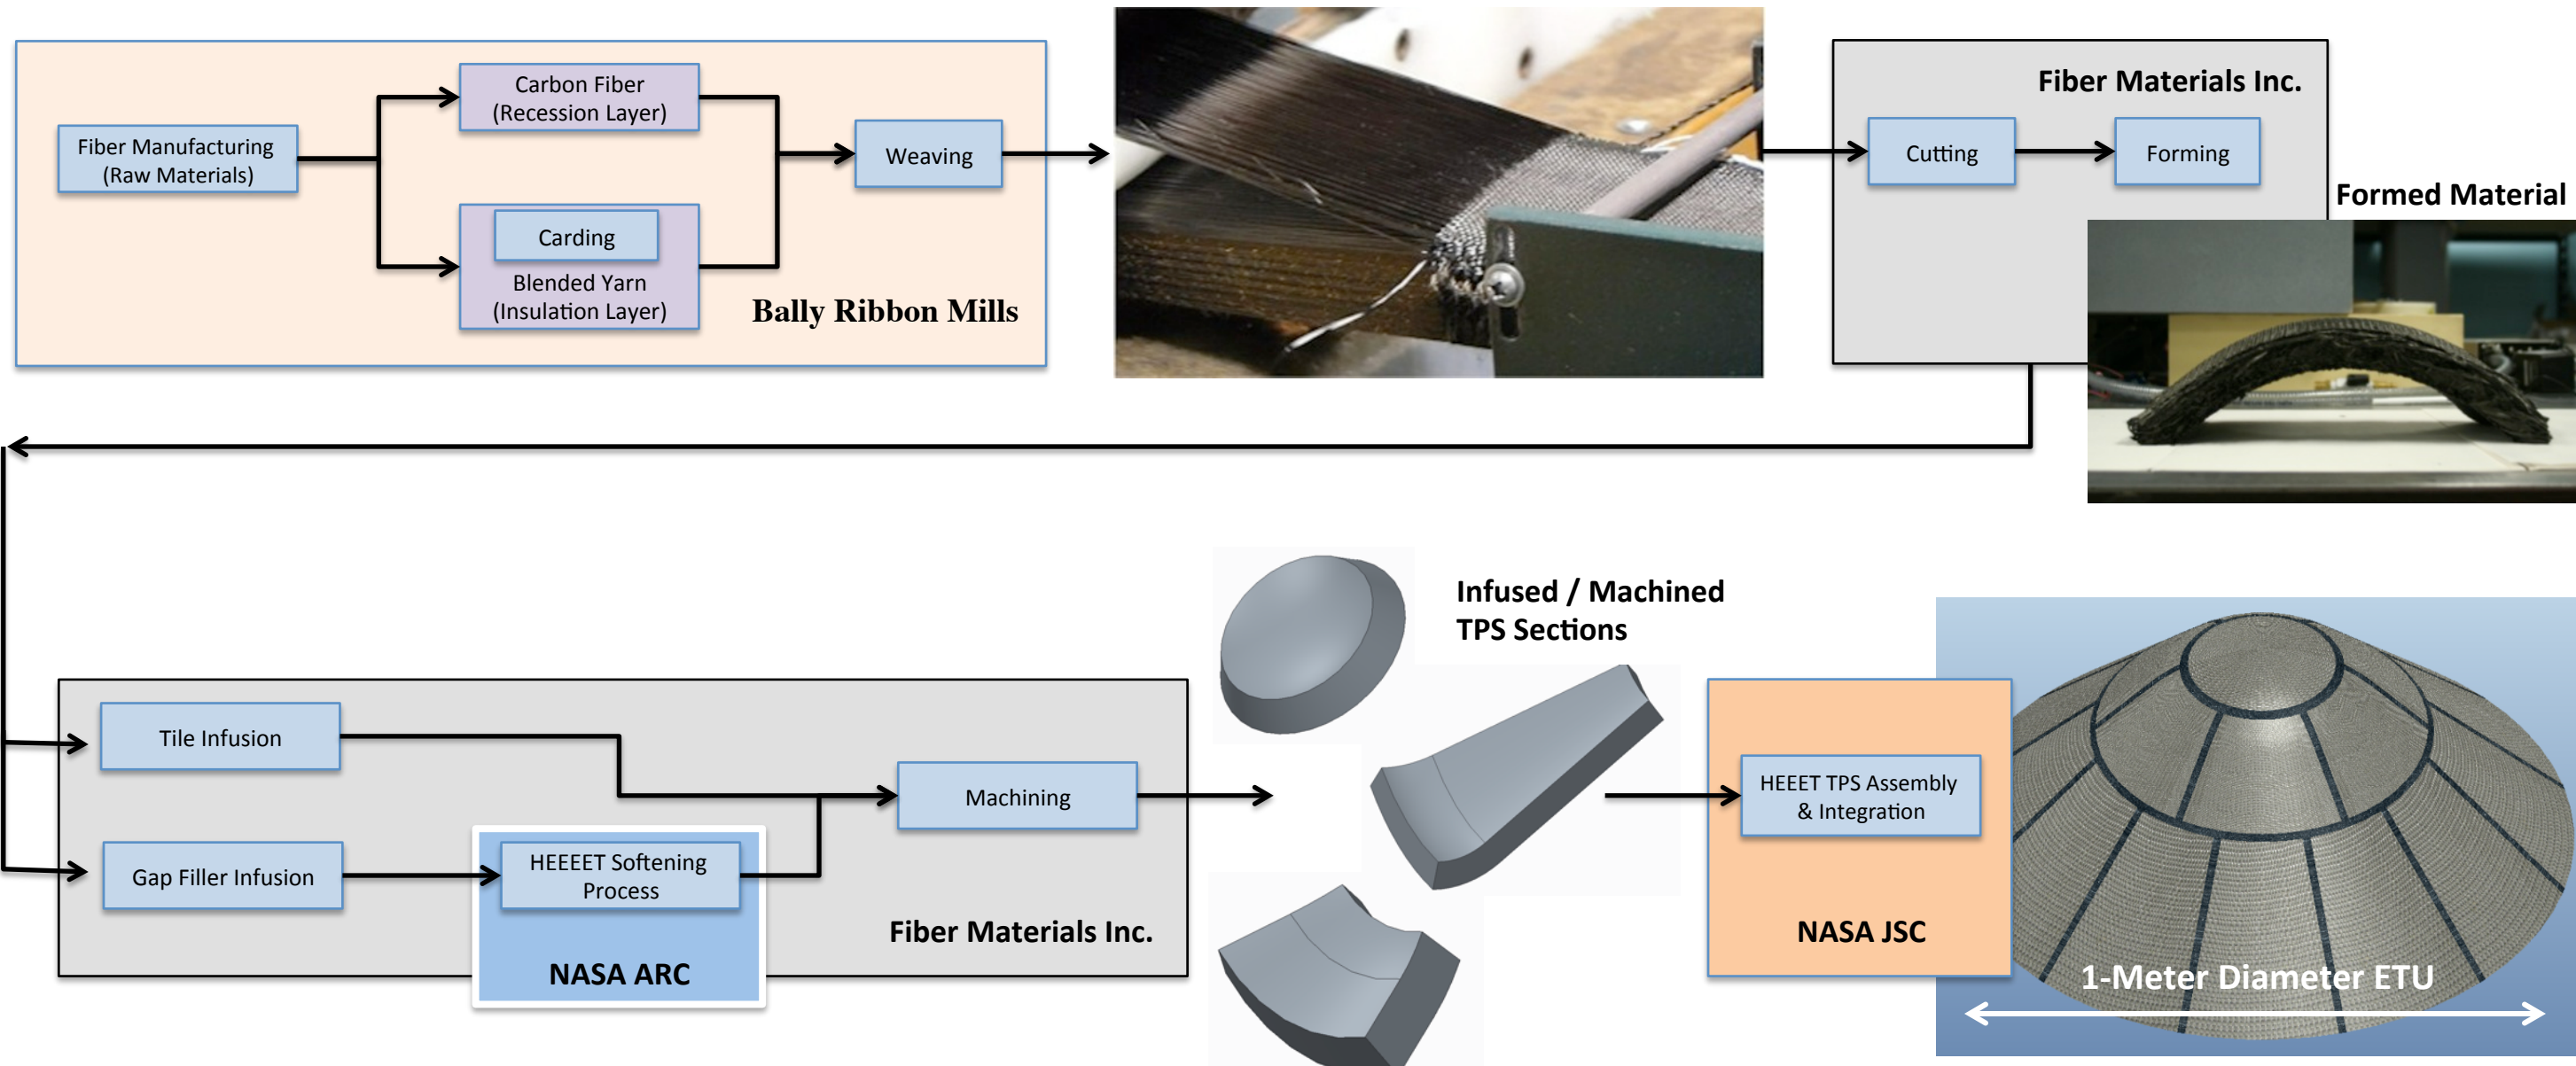 Fiber Manufacturing
(Raw Materials)
Carbon Fiber
(Recession Layer)
Carding
Blended Yarn
(Insulation Layer)
Weaving
Bally Ribbon Mills
Fiber Materials Inc.
Cutting
Forming
Formed Material
Tile Infusion
Gap Filler Infusion
HEEEET Softening
Process
NASA ARC
Machining
Fiber Materials Inc.
Infused / Machined
TPS Sections
HEEET TPS Assembly
& Integration
NASA JSC
1-Meter Diameter ETU